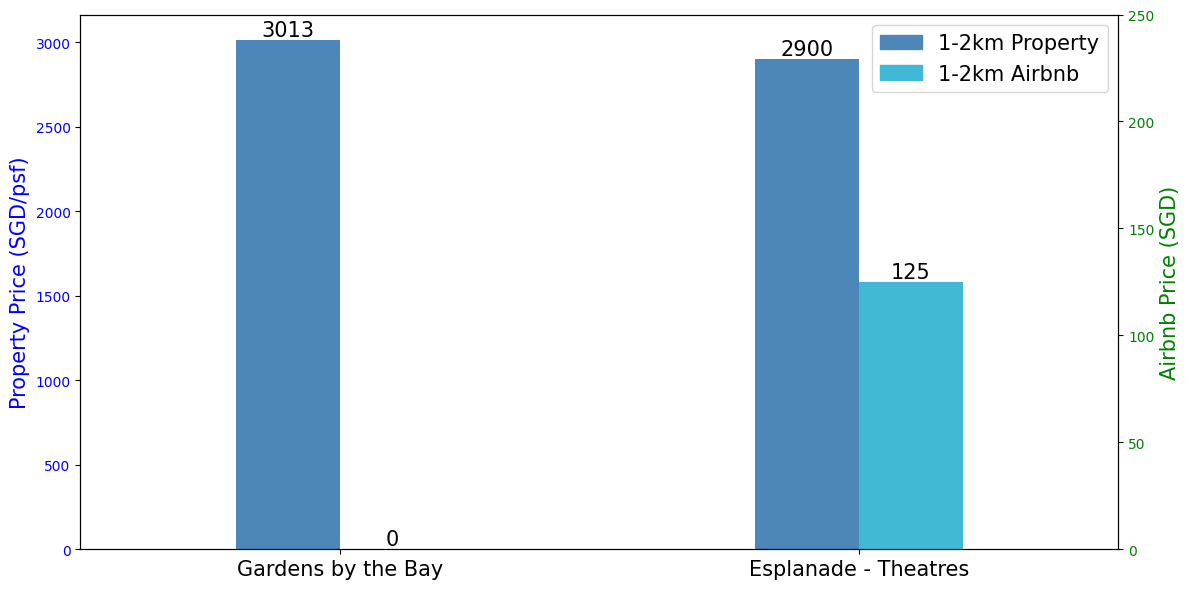 3013
2900
125
0
1-2km Property
1-2km Airbnb
Property Price (SGD/psf)
3000
2500
2000
1500
1000
500
0
Airbnb Price (SGD)
250
200
150
100
50
0
Gardens by the Bay
Esplanade - Theatres